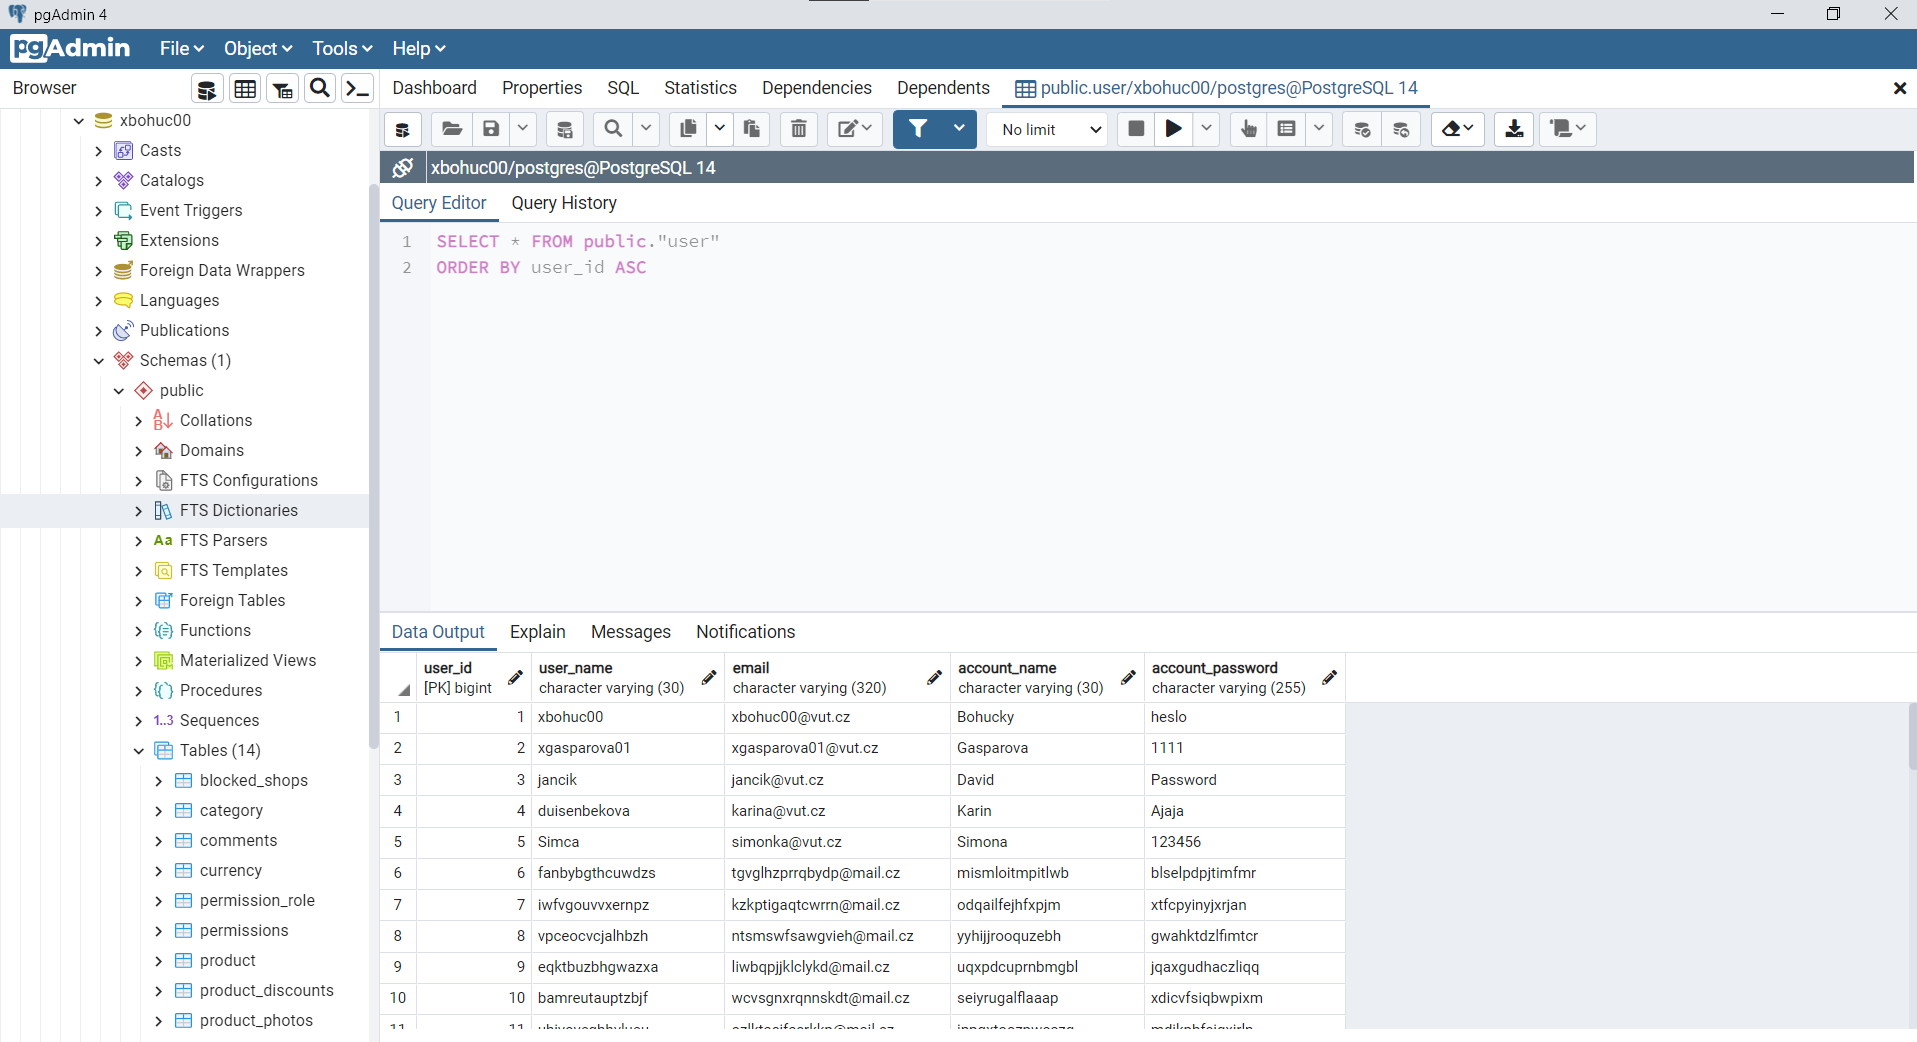 pgAdmin 4
pgAdmin File Object Tools Help
Browser
Dashboard Properties SQL Statistics Dependencies Dependents public.user/xbohuc00/postgres@PostgreSQL 14
xbohuc00
Casts
Catalogs
Event Triggers
Extensions
Foreign Data Wrappers
Languages
Publications
Schemas (1)
public
Collations
Domains
FTS Configurations
FTS Dictionaries
Aa FTS Parsers
FTS Templates
Foreign Tables
Functions
Materialized Views
Procedures
1..3 Sequences
Tables (14)
blocked_shops
category
comments
currency
permission_role
permissions
product
product_discounts
product_photos
No limit
xbohuc00/postgres@PostgreSQL 14
Query Editor Query History
1 SELECT * FROM public."user"
2 ORDER BY user_id ASC
Data Output Explain Messages Notifications
user_id user_name email account_name account_password
[PK] bigint character varying (30) character varying (320) character varying (30) character varying (255)
1 1 xbohuc00 xbohuc00@vut.cz Bohucky heslo
2 2 xgasparova01 xgasparova01@vut.cz Gasparova 1111
3 3 jancik jancik@vut.cz David Password
4 4 duisenbekova karina@vut.cz Karin Ajaja
5 5 Simca simonka@vut.cz Simona 123456
6 6 fanbybgthcuwdzs tgvglhzprrqbydp@mail.cz mismloitmpitlwb blselpdpjtimfmr
7 7 iwfvgouvvxernpz kzkptigaqtcwrrn@mail.cz odqailfejhfxpjm xtfcpyinyjxrjan
8 8 vpceocvcjalhbzh ntsmswfsawgvieh@mail.cz yyhijjrooquzebh gwahktdzlfimtcr
9 9 eqktbuzbhgwazxa liwbqpjjklclykd@mail.cz uqxpdcuprnbmgbl jqaxgudhaczliqq
10 10 bamreutauptzbjf wcvsgnxrqnnskdt@mail.cz seiyrugalflaaap xdicvfsiqbwpixm
11 11